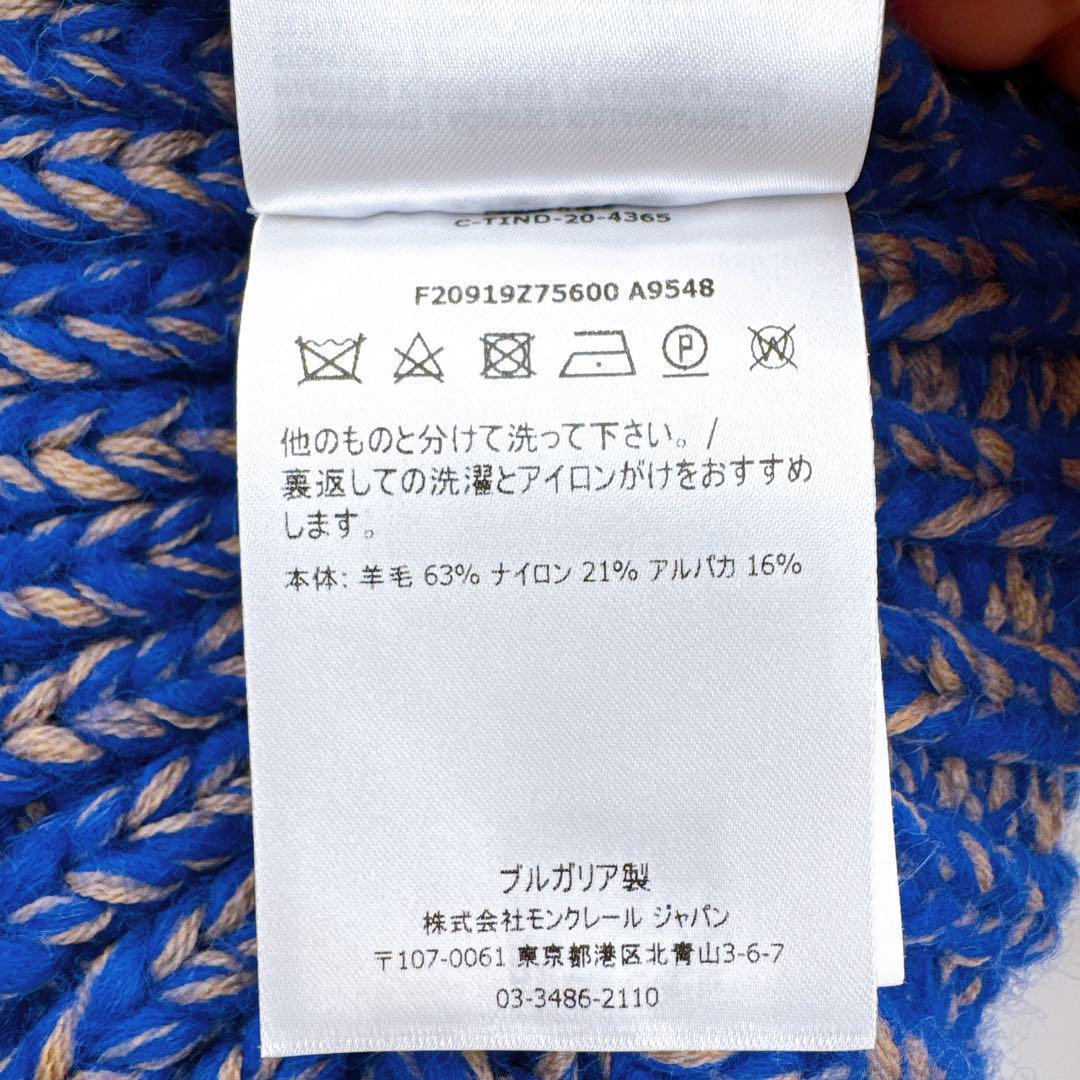 C-TIND-20-4365
F20919Z75600 A9548
P W
他のものと分けて洗って下さい。/
裏返しての洗濯とアイロンがけをおすすめ
します。
本体: 羊毛 63% ナイロン 21% アルパカ 16%
ブルガリア製
株式会社モンクレール ジャパン
〒107-0061 東京都港区北青山3-6-7
03-3486-2110